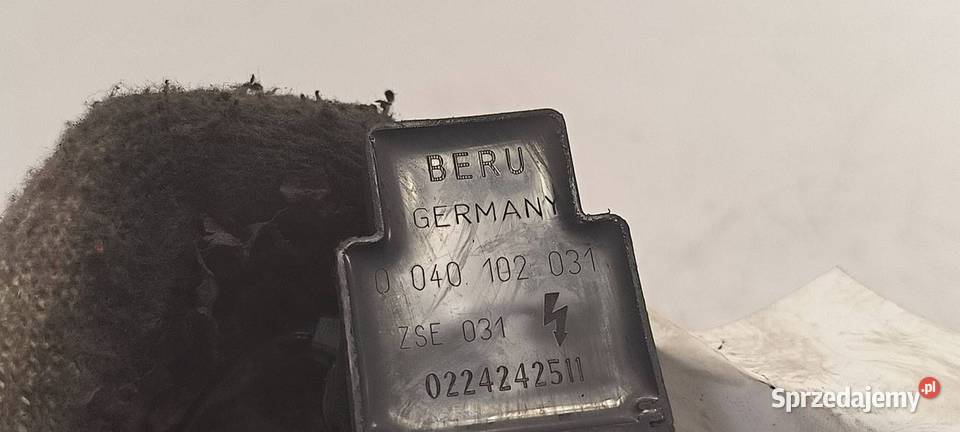 BERU
GERMANY
0 040 102 031
ZSE 031
0224242511
Sprzedajemy.pl